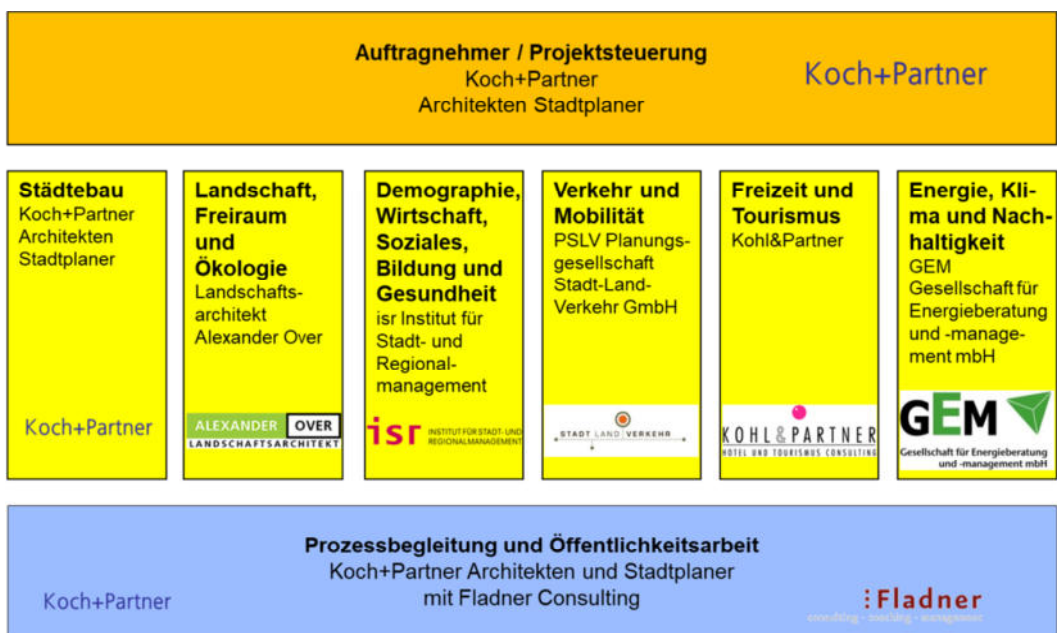 Auftragnehmer / Projektsteuerung
Koch+Partner
Architekten Stadtplaner
Koch+Partner
Städtebau
Koch+Partner
Architekten
Stadtplaner
Koch+Partner
Landschaft,
Freiraum
und
Ökologie
Landschafts-
architekt
Alexander Over
ALEXANDER OVER
LANDSCHAFTSARCHITEKT
Demographie,
Wirtschaft,
Soziales,
Bildung und
Gesundheit
isr Institut für
Stadt- und
Regional-
management
isr INSTITUT FÜR STADT- UND
REGIONALMANAGEMENT
Verkehr und
Mobilität
PSLV Planungs-
gesellschaft
Stadt-Land-
Verkehr GmbH
STADT LAND VERKEHR
Freizeit und
Tourismus
Kohl&Partner
KOHL & PARTNER
HOTEL UND TOURISMUS CONSULTING
Energie, Kli-
ma und Nach-
haltigkeit
GEM
Gesellschaft für
Energieberatung
und -manage-
ment mbH
GEM
Gesellschaft für Energieberatung
und -management mbH
Prozessbegleitung und Öffentlichkeitsarbeit
Koch+Partner Architekten und Stadtplaner
mit Fladner Consulting
Koch+Partner
Fladner
consulting - coaching - management